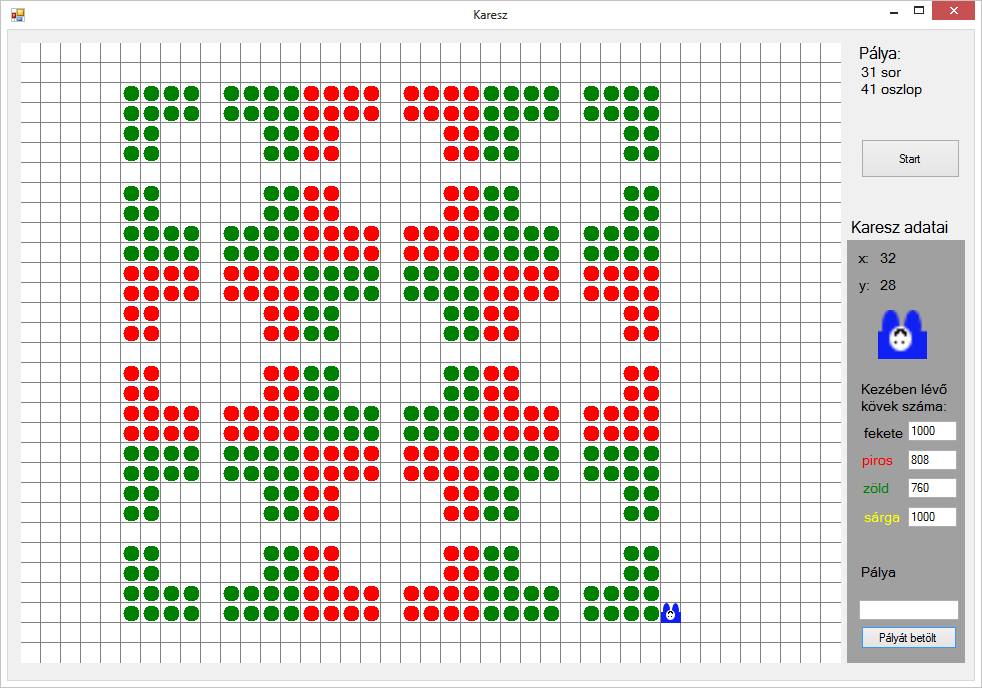 Karesz
Pálya:
31 sor
41 oszlop
Start
Karesz adatai
x: 32
y: 28
Kezében lévő
kövek száma:
fekete 1000
piros 808
zöld 760
sárga 1000
Pálya
Pályát betölt